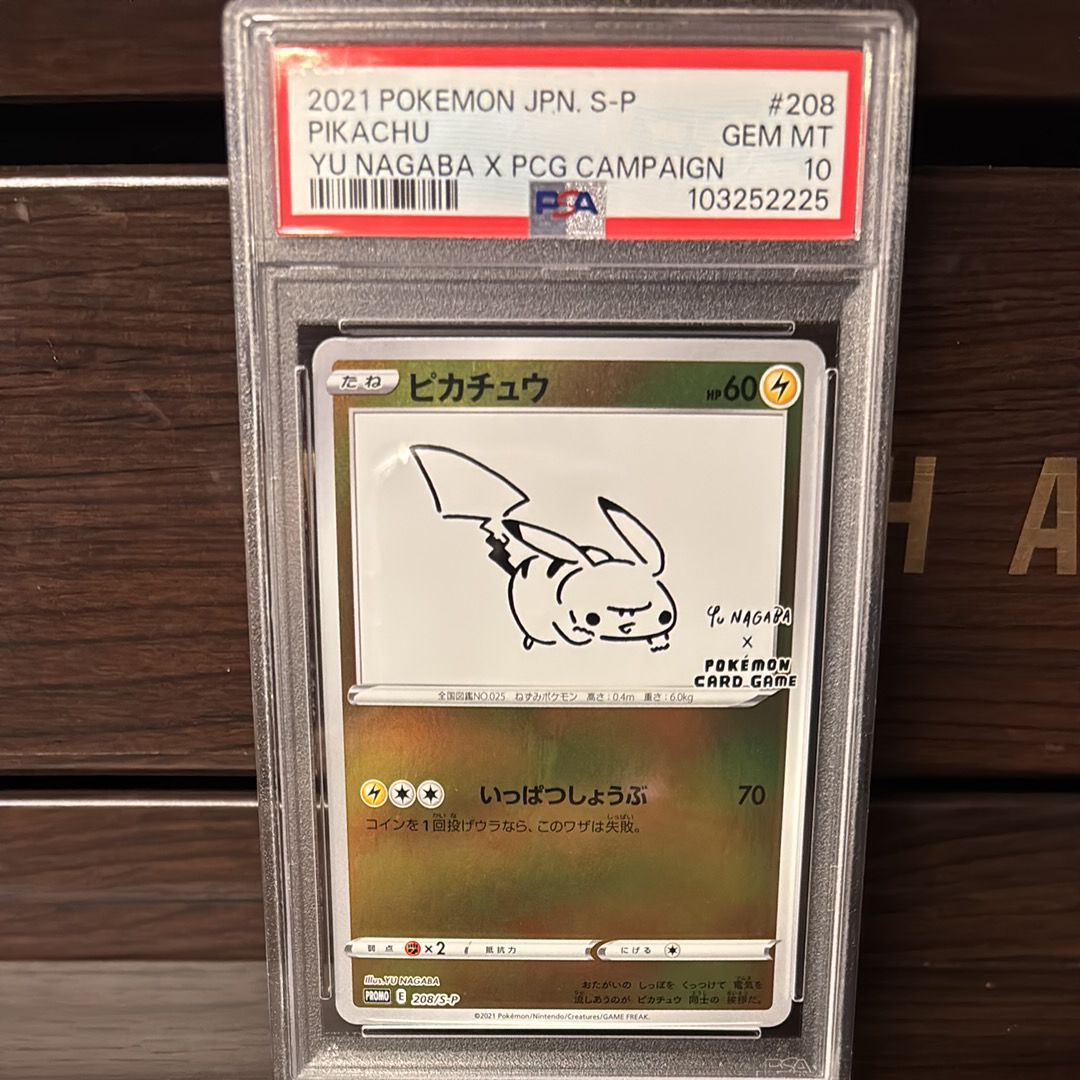 2021 POKEMON JPN. S-P #208
PIKACHU GEM MT
YU NAGABA X PCG CAMPAIGN 10
PSA 103252225
たね ピカチュウ HP60
YU NAGABA
×
POKÉMON
CARD GAME
全国図鑑NO.025 ねずみポケモン 高さ:0.4m 重さ:6.0kg
いっぱつしょうぶ 70
コインを1回投げウラなら、このワザは失敗。
弱点 ×2 抵抗力 にげる
Illus.YU NAGABA
PROMO E 208/S-P
おたがいの しっぽを くっつけて 電気を
流しあうのが ピカチュウ 同士の 挨拶だ。
©2021 Pokémon/Nintendo/Creatures/GAME FREAK.
PSA
H A